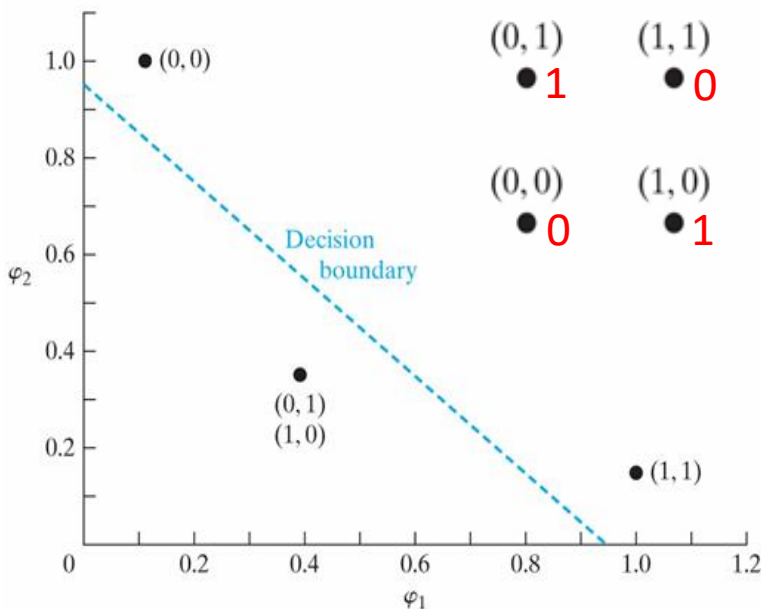 (0, 1) (1, 1)
1 0
1.0
(0, 0)
0.8
(0, 0) (1, 0)
0 1
Decision
boundary
φ₂
0.6
0.4
(0, 1)
(1, 0)
0.2
(1, 1)
0 0.2 0.4 0.6 0.8 1.0 1.2
φ₁